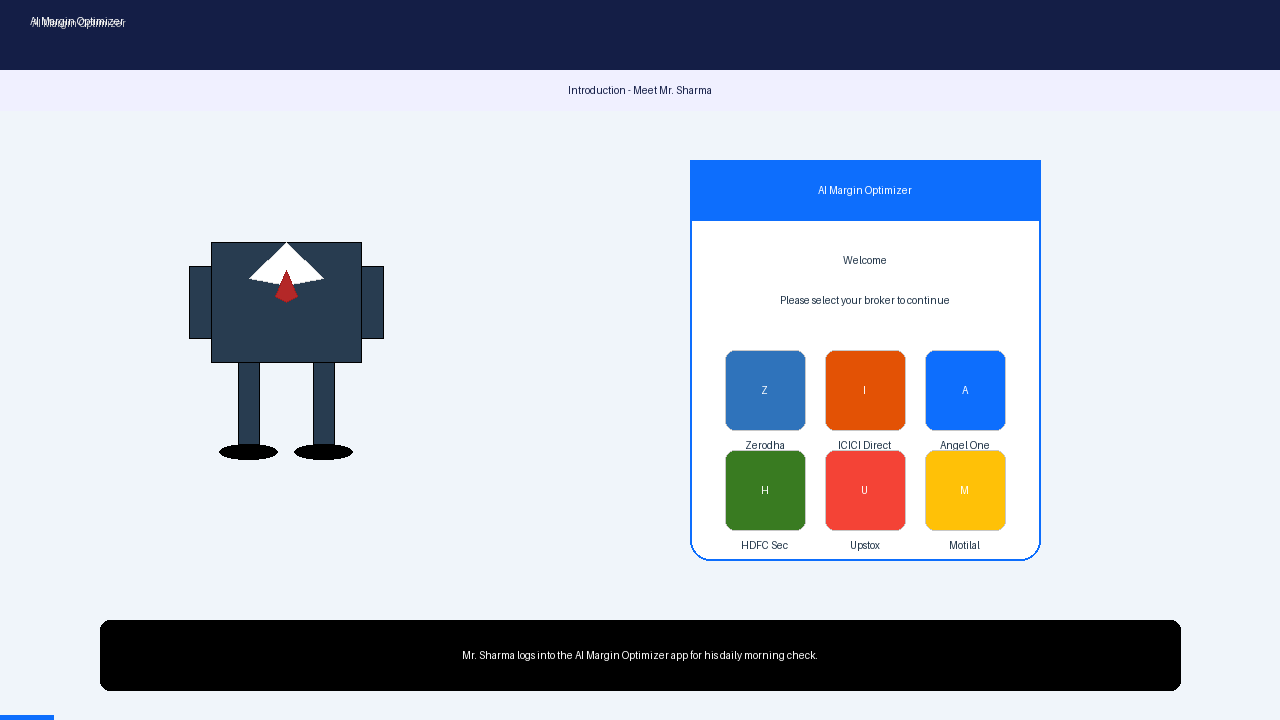 AI Margin Optimizer
Introduction - Meet Mr. Sharma
AI Margin Optimizer
Welcome
Please select your broker to continue
Z I A
Zerodha ICICI Direct Angel One
H U M
HDFC Sec Upstox Motilal
Mr. Sharma logs into the AI Margin Optimizer app for his daily morning check.